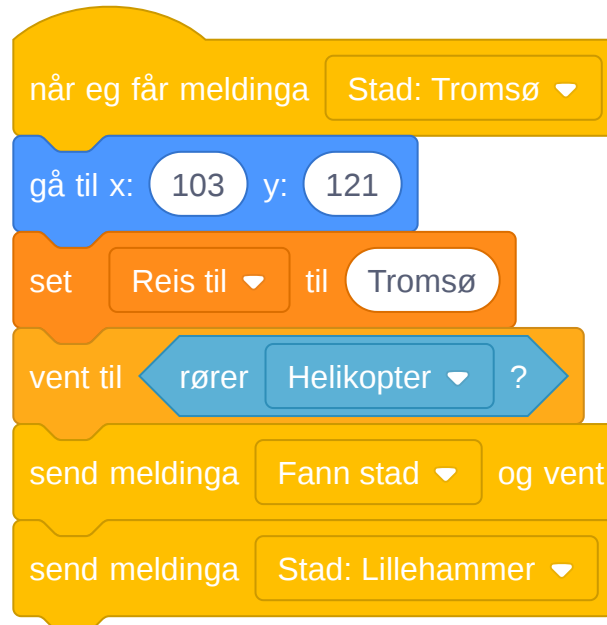 når eg får meldinga Stad: Tromsø
gå til x: 103 y: 121
set Reis til til Tromsø
vent til rører Helikopter ?
send meldinga Fann stad og vent
send meldinga Stad: Lillehammer